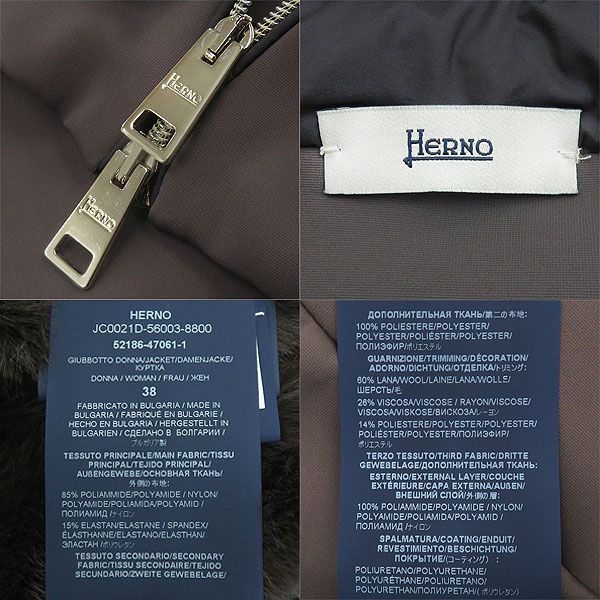 HERNO
HERNO
HERNO
HERNO
JC0021D-56003-8800
52186-47061-1
GIUBBOTTO DONNA/JACKET/DAMENJACKE/
КУРТКА
DONNA / WOMAN / FRAU / ЖЕН
38
FABBRICATO IN BULGARIA / MADE IN
BULGARIA / FABRIQUÉ EN BULGARIE /
HECHO EN BULGARIA / HERGESTELLT IN
BULGARIEN / СДЕЛАНО В БОЛГАРИИ /
ブルガリア製
TESSUTO PRINCIPALE/MAIN FABRIC/TISSU
PRINCIPAL/TEJIDO PRINCIPAL/
AUßENGEWEBE/ОСНОВНАЯ ТКАНЬ/
外側の布地:
85% POLIAMMIDE/POLYAMIDE / NYLON/
POLYAMIDE/POLIAMIDA/POLYAMID /
ПОЛИАМИД /ナイロン
15% ELASTAN/ELASTANE / SPANDEX/
ÉLASTHANNE/ELASTANO/ELASTHAN/
ЭЛАСТАН /ポリウレタン
TESSUTO SECONDARIO/SECONDARY
FABRIC/TISSU SECONDAIRE/TEJIDO
SECUNDARIO/ZWEITE GEWEBELAGE/
ДОПОЛНИТЕЛЬНАЯ ТКАНЬ/第二の布地:
100% POLIESTERE/POLYESTER/
POLYESTER/POLIÉSTER/POLYESTER/
ПОЛИЭФИР/ポリエステル
GUARNIZIONE/TRIMMING/DÉCORATION/
ADORNO/DICHTUNG/ОТДЕЛКА/トリミング:
60% LANA/WOOL/LAINE/LANA/WOLLE/
ШЕРСТЬ/毛
26% VISCOSA/VISCOSE / RAYON/VISCOSE/
VISCOSA/VISKOSE/ВИСКОЗА/レーヨン
14% POLIESTERE/POLYESTER/
POLYESTER/POLIÉSTER/POLYESTER/ПОЛИЭФИР
/ポリエステル
TERZO TESSUTO/THIRD FABRIC/DRITTE
GEWEBELAGE/ДОПОЛНИТЕЛЬНАЯ ТКАНЬ:
ESTERNO/EXTERNAL LAYER/COUCHE
EXTÉRIEURE/CAPA EXTERNA/AUßEN/
ВНЕШНИЙ СЛОЙ/外側の層:
100% POLIAMMIDE/POLYAMIDE / NYLON/
POLYAMIDE/POLIAMIDA/POLYAMID /
ПОЛИАМИД /ナイロン
SPALMATURA/COATING/ENDUIT/
REVESTIMIENTO/BESCHICHTUNG/
ПОКРЫТИЕ/コーティング:
POLIURETANO/POLYURETHANE/
POLYURÉTHANE/POLIURETANO/
POLYURETHAN/ПОЛИУРЕТАН/ ( ポリウレタン)